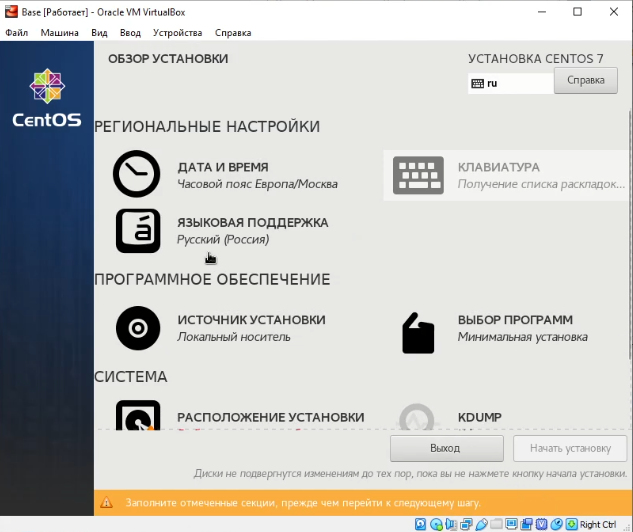 Base [Работает] - Oracle VM VirtualBox
Файл Машина Вид Ввод Устройства Справка
ОБЗОР УСТАНОВКИ
УСТАНОВКА CENTOS 7
ru
Справка
CentOS
РЕГИОНАЛЬНЫЕ НАСТРОЙКИ
ДАТА И ВРЕМЯ
Часовой пояс Европа/Москва
КЛАВИАТУРА
Получение списка раскладок...
ЯЗЫКОВАЯ ПОДДЕРЖКА
Русский (Россия)
ПРОГРАММНОЕ ОБЕСПЕЧЕНИЕ
ИСТОЧНИК УСТАНОВКИ
Локальный носитель
ВЫБОР ПРОГРАММ
Минимальная установка
СИСТЕМА
РАСПОЛОЖЕНИЕ УСТАНОВКИ
KDUMP
Выход
Начать установку
Диски не подвергнутся изменениям до тех пор, пока вы не нажмете кнопку начала установки.
Заполните отмеченные секции, прежде чем перейти к следующему шагу.
Right Ctrl